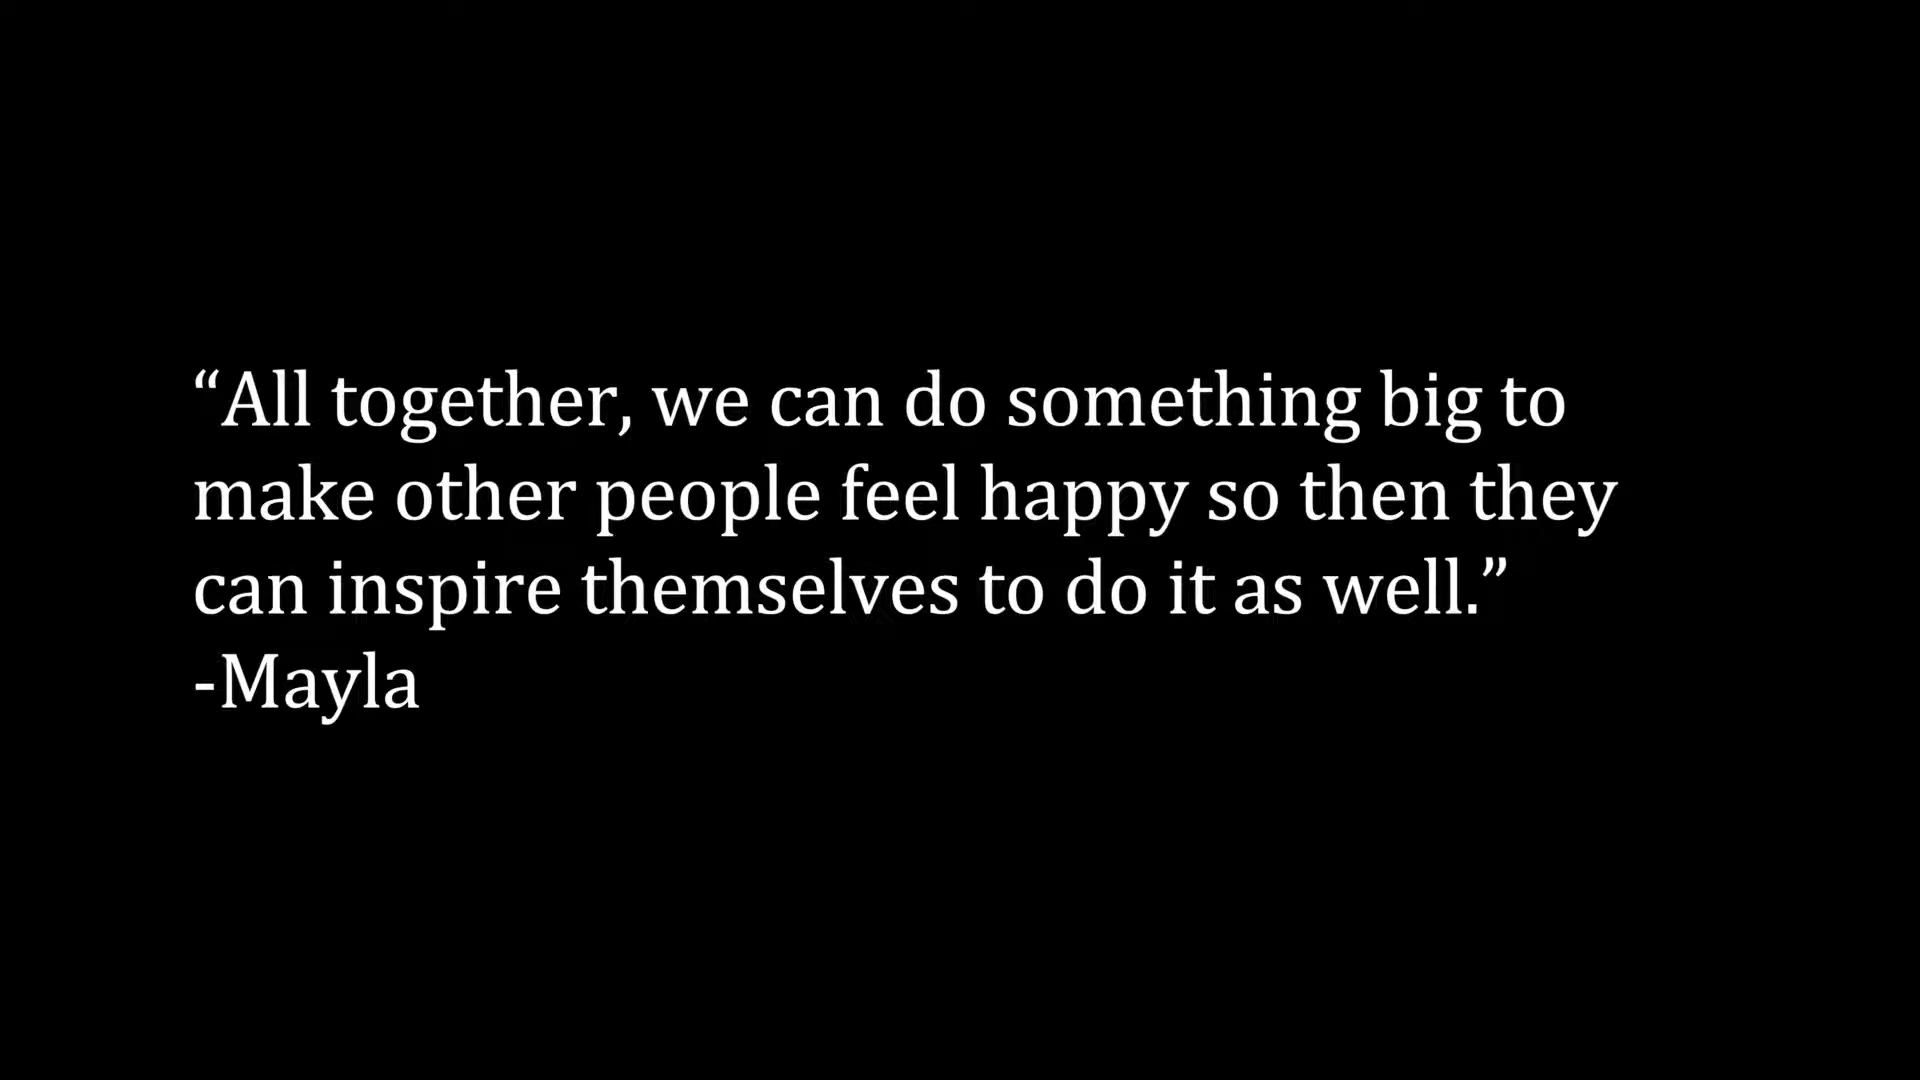 “All together, we can do something big to
make other people feel happy so then they
can inspire themselves to do it as well.”
-Mayla